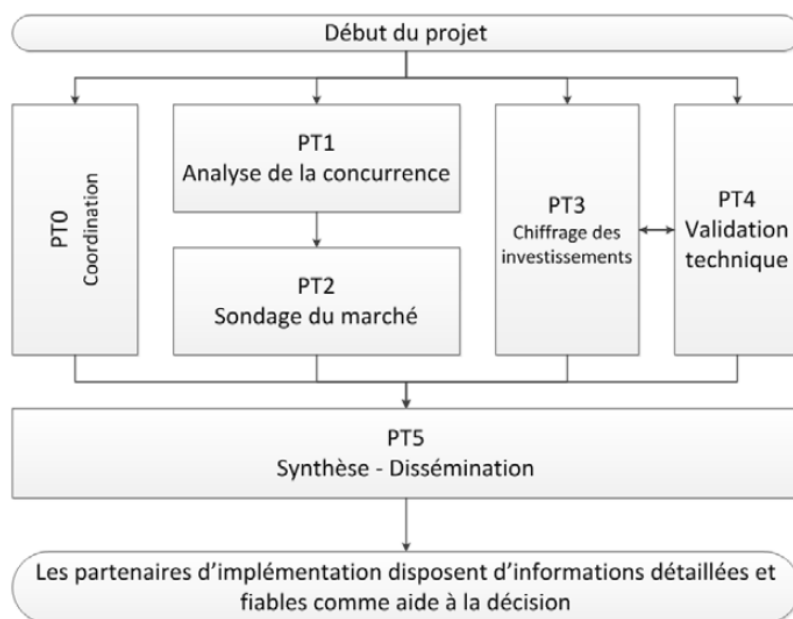 Début du projet
PT0
Coordination
PT1
Analyse de la concurrence
PT2
Sondage du marché
PT3
Chiffrage des
investissements
PT4
Validation
technique
PT5
Synthèse - Dissémination
Les partenaires d’implémentation disposent d’informations détaillées et
fiables comme aide à la décision